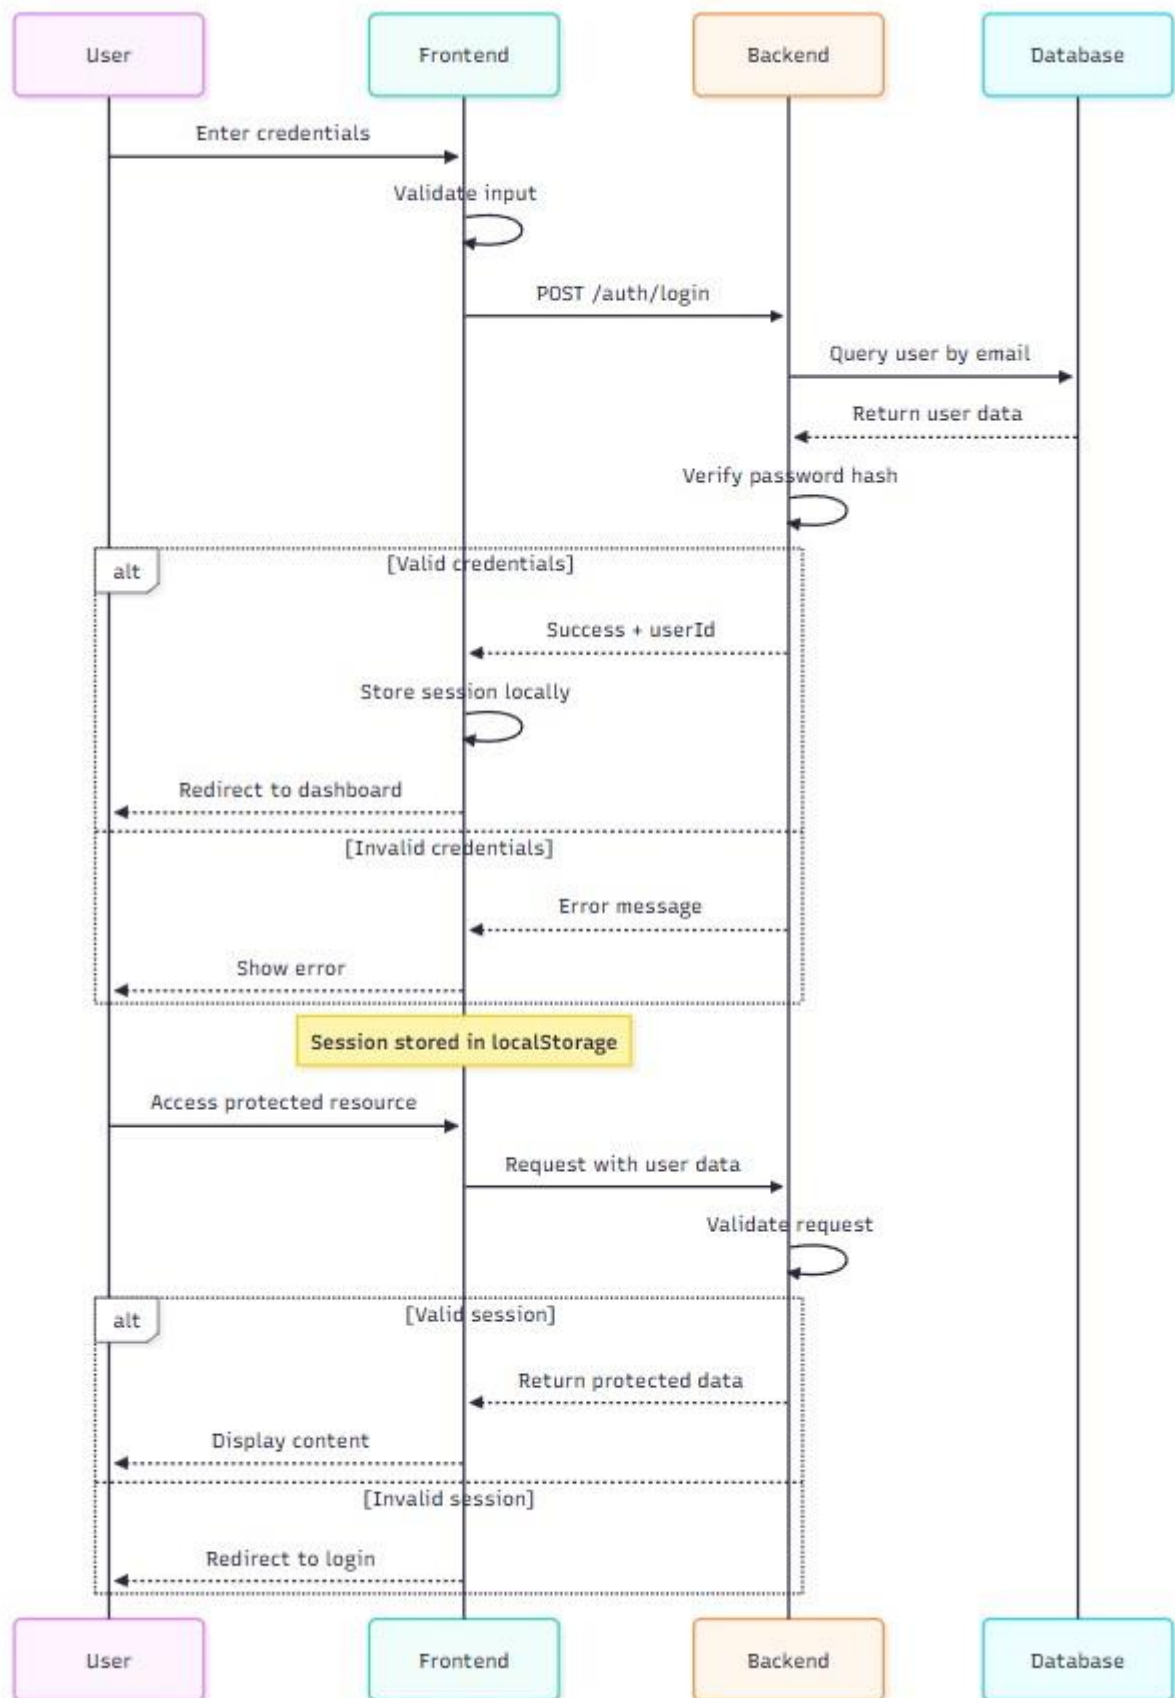 User
Frontend
Backend
Database
Enter credentials
Validate input
POST /auth/login
Query user by email
Return user data
Verify password hash
alt
[Valid credentials]
Success + userId
Store session locally
Redirect to dashboard
[Invalid credentials]
Error message
Show error
Session stored in localStorage
Access protected resource
Request with user data
Validate request
alt
[Valid session]
Return protected data
Display content
[Invalid session]
Redirect to login
User
Frontend
Backend
Database